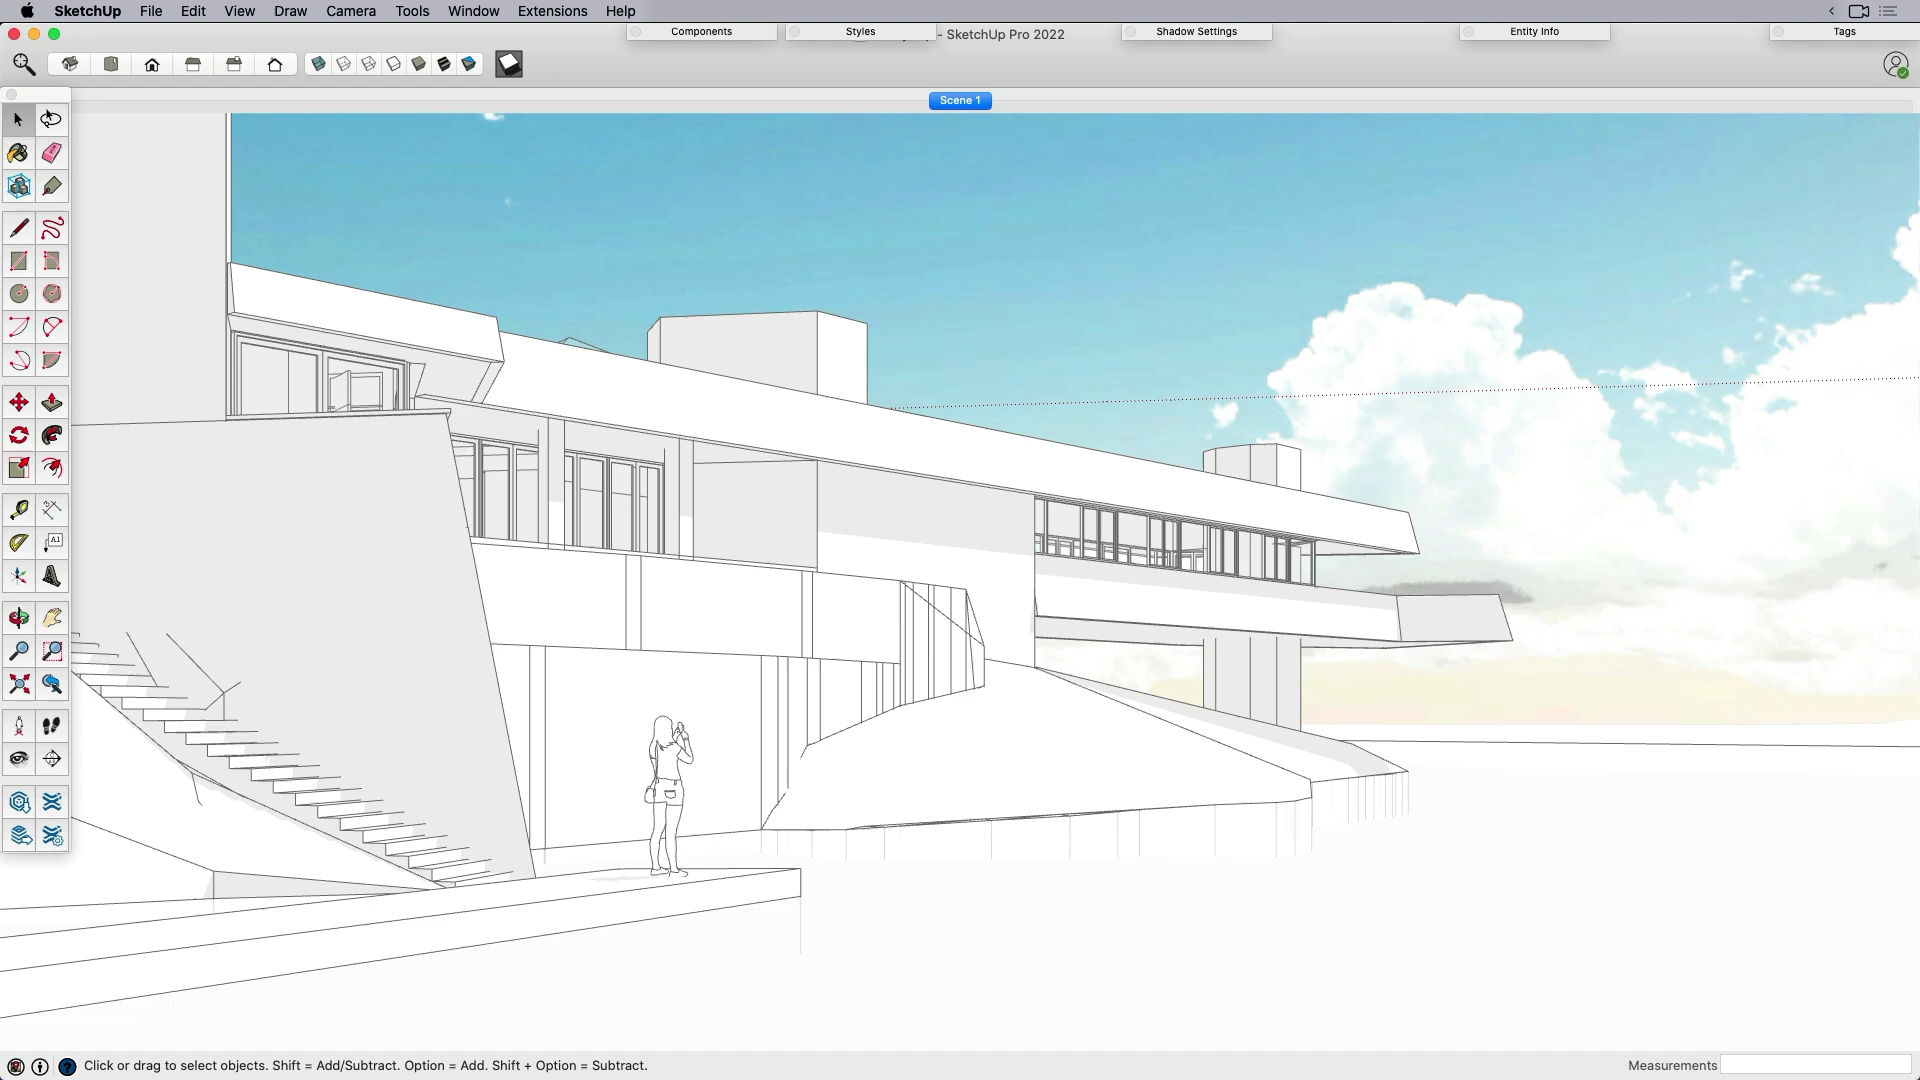 SketchUp File Edit View Draw Camera Tools Window Extensions Help
Components
Styles
- SketchUp Pro 2022
Shadow Settings
Entity Info
Tags
Scene 1
A1
Click or drag to select objects. Shift = Add/Subtract. Option = Add. Shift + Option = Subtract.
Measurements